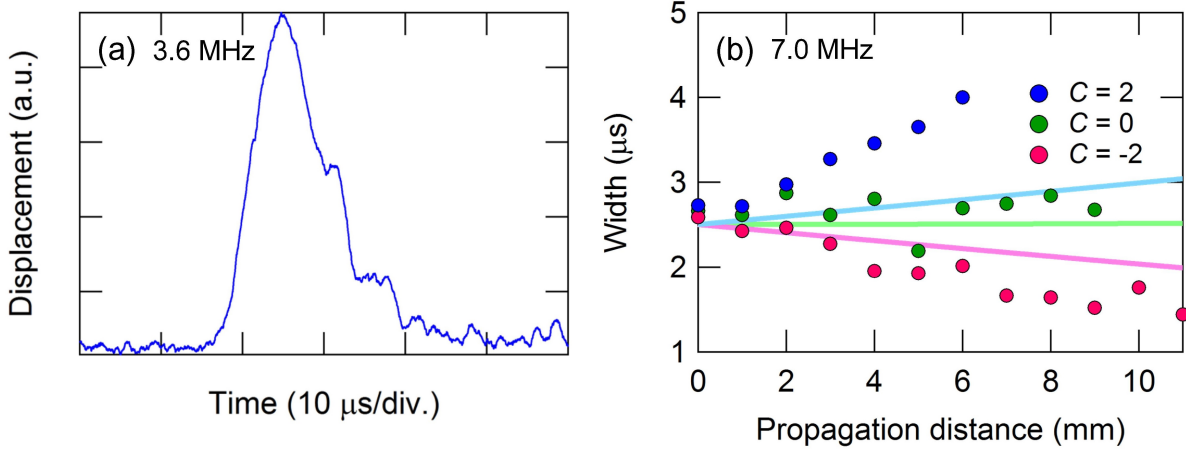 (a) 3.6 MHz
Displacement (a.u.)
Time (10 μs/div.)
(b) 7.0 MHz
C = 2
C = 0
C = -2
Width (μs)
5
4
3
2
1
0 2 4 6 8 10
Propagation distance (mm)